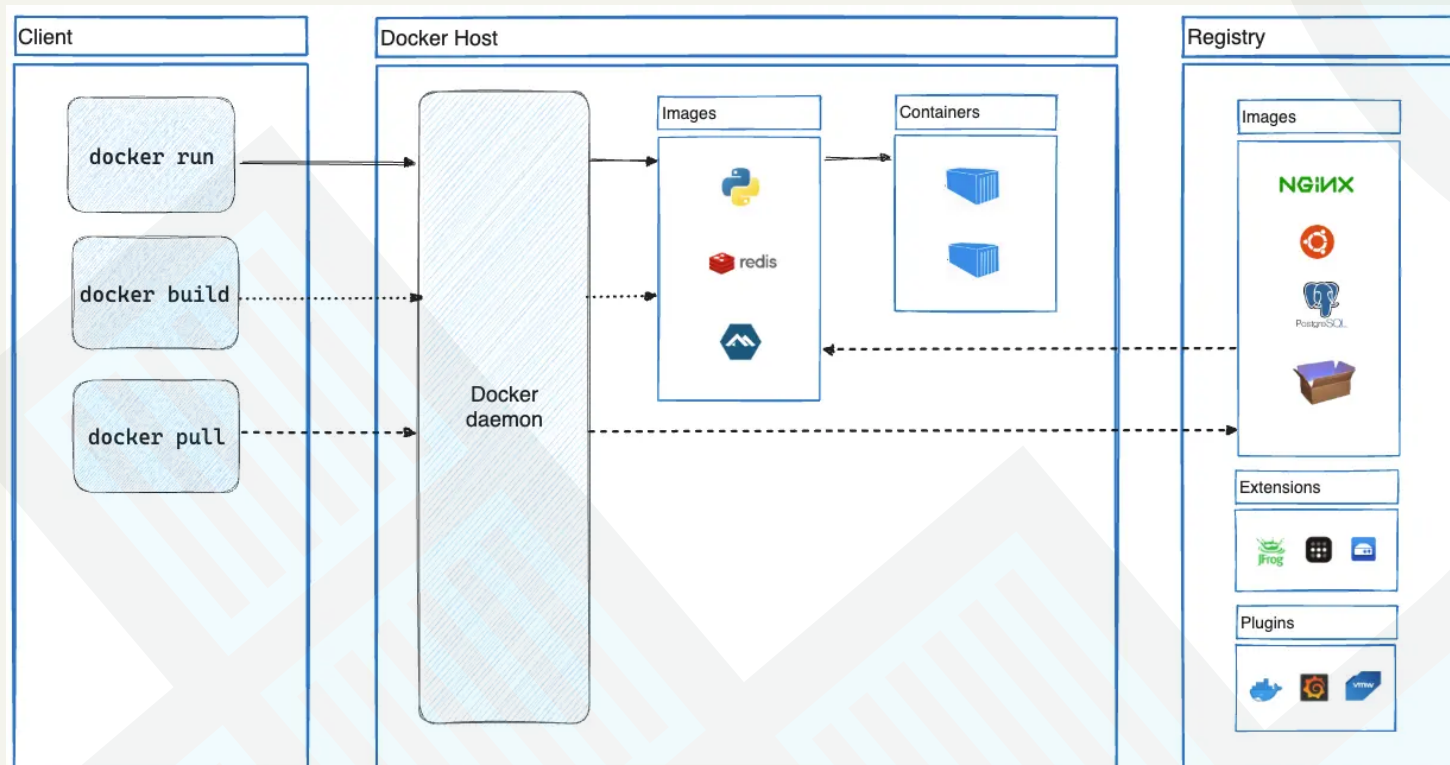 Client
docker run
docker build
docker pull
Docker Host
Docker
daemon
Images
redis
Containers
Registry
Images
NGINX
PostgreSQL
Extensions
JFrog
Plugins
vmw